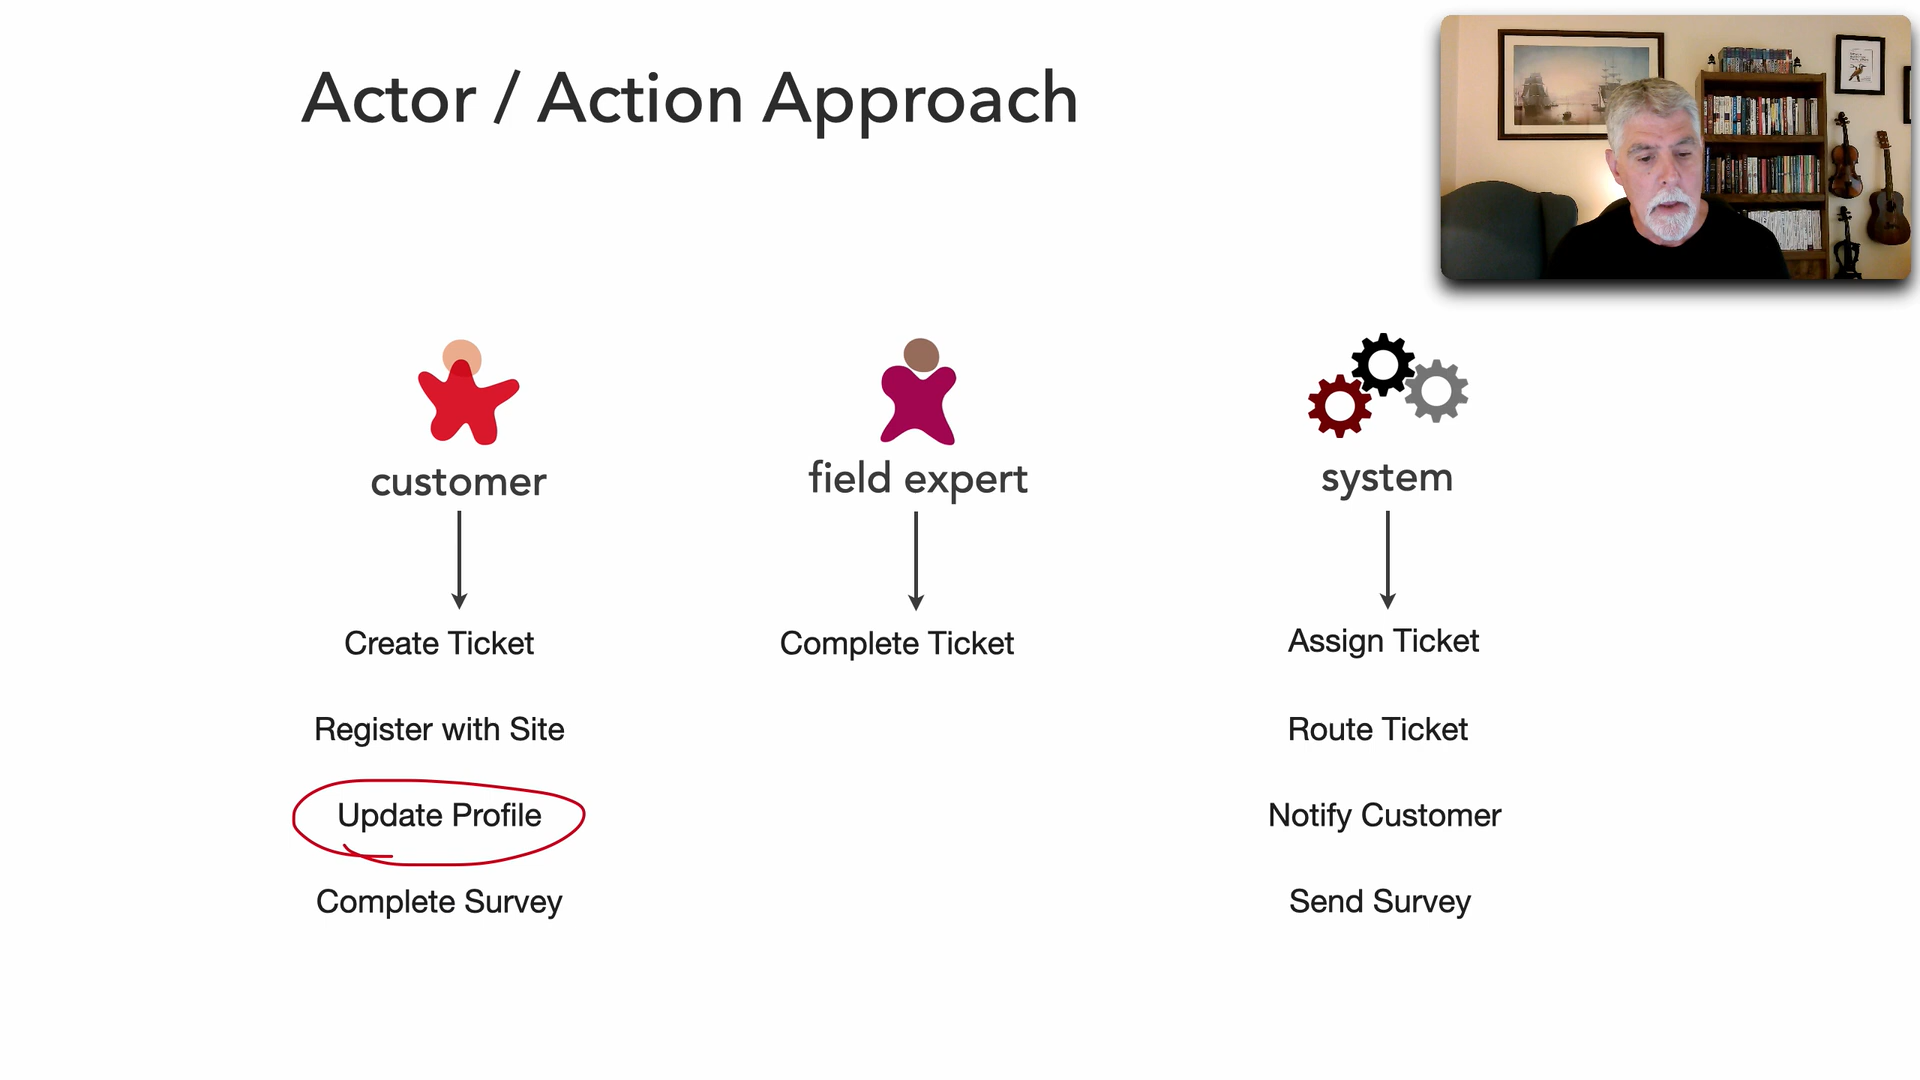 Actor / Action Approach
customer
field expert
system
Create Ticket
Complete Ticket
Assign Ticket
Register with Site
Route Ticket
Update Profile
Notify Customer
Complete Survey
Send Survey